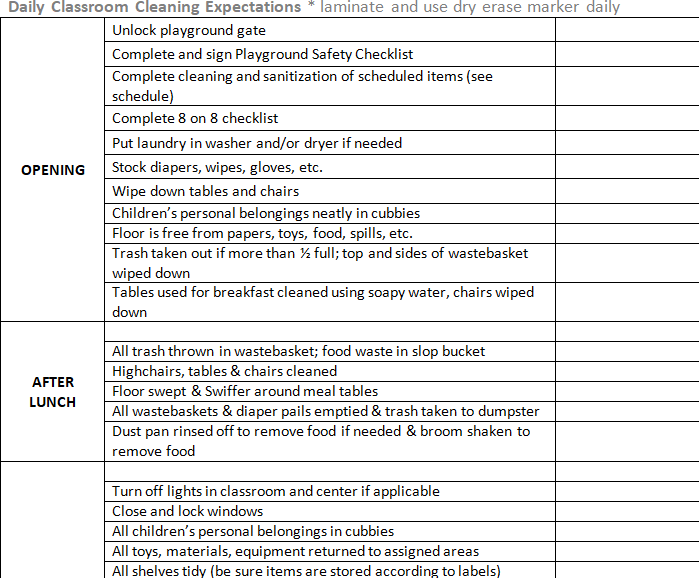 Daily Classroom Cleaning Expectations * laminate and use dry erase marker daily
OPENING
Unlock playground gate
Complete and sign Playground Safety Checklist
Complete cleaning and sanitization of scheduled items (see
schedule)
Complete 8 on 8 checklist
Put laundry in washer and/or dryer if needed
Stock diapers, wipes, gloves, etc.
Wipe down tables and chairs
Children’s personal belongings neatly in cubbies
Floor is free from papers, toys, food, spills, etc.
Trash taken out if more than ½ full; top and sides of wastebasket
wiped down
Tables used for breakfast cleaned using soapy water, chairs wiped
down
AFTER
LUNCH
All trash thrown in wastebasket; food waste in slop bucket
Highchairs, tables & chairs cleaned
Floor swept & Swiffer around meal tables
All wastebaskets & diaper pails emptied & trash taken to dumpster
Dust pan rinsed off to remove food if needed & broom shaken to
remove food
Turn off lights in classroom and center if applicable
Close and lock windows
All children’s personal belongings in cubbies
All toys, materials, equipment returned to assigned areas
All shelves tidy (be sure items are stored according to labels)